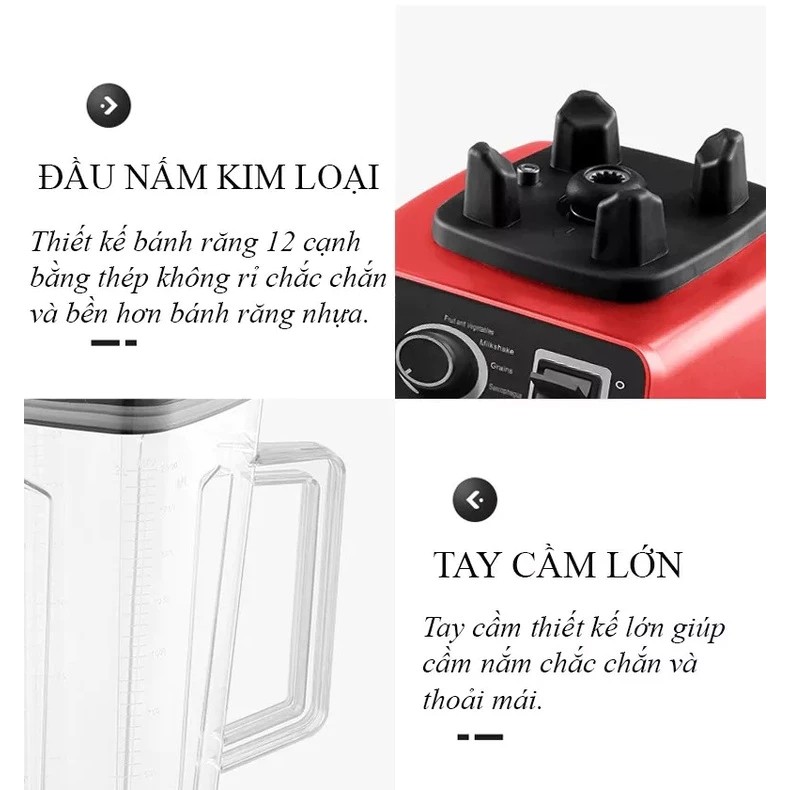 ĐẦU NẤM KIM LOẠI
Thiết kế bánh răng 12 cạnh
bằng thép không rỉ chắc chắn
và bền hơn bánh răng nhựa.
Fruit and vegetables
Milkshake
Grains
TAY CẦM LỚN
Tay cầm thiết kế lớn giúp
cầm nắm chắc chắn và
thoải mái.